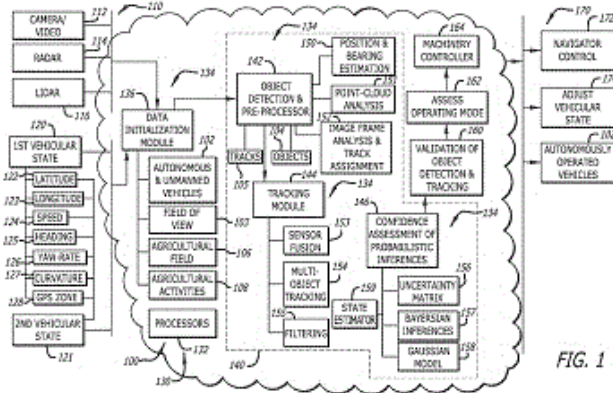 CAMERA/
VIDEO
112
RADAR
114
LIDAR
116
120
1ST VEHICULAR
STATE
122
LATITUDE
123
LONGITUDE
124
SPEED
125
HEADING
126
YAW-RATE
127
CURVATURE
128
GPS ZONE
2ND VEHICULAR
STATE
121
110
136
DATA
INITIALIZATION
MODULE
134
102
AUTONOMOUS
& UNMANNED
VEHICLES
FIELD OF
VIEW
103
AGRICULTURAL
FIELD
106
AGRICULTURAL
ACTIVITIES
108
PROCESSORS
132
100
130
140
134
142
OBJECT
DETECTION &
PRE-PROCESSOR
150
POSITION &
BEARING
ESTIMATION
POINT-CLOUD
ANALYSIS
IMAGE FRAME
ANALYSIS & TRACK
ASSIGNMENT
TRACKS
105
OBJECTS
104
144
TRACKING
MODULE
134
SENSOR
FUSION
153
MULTI-
OBJECT
TRACKING
154
FILTERING
STATE
ESTIMATOR
146
CONFIDENCE
ASSESSMENT OF
PROBABILISTIC
INFERENCES
134
UNCERTAINTY
MATRIX
156
BAYERSIAN
INFERENCES
157
GAUSSIAN
MODEL
158
164
MACHINERY
CONTROLLER
162
ASSESS
OPERATING MODE
160
VALIDATION OF
OBJECT DETECTION
& TRACKING
170
NAVIGATOR
CONTROL
ADJUST
VEHICULAR
STATE
AUTONOMOUSLY
OPERATED
VEHICLES
FIG. 1